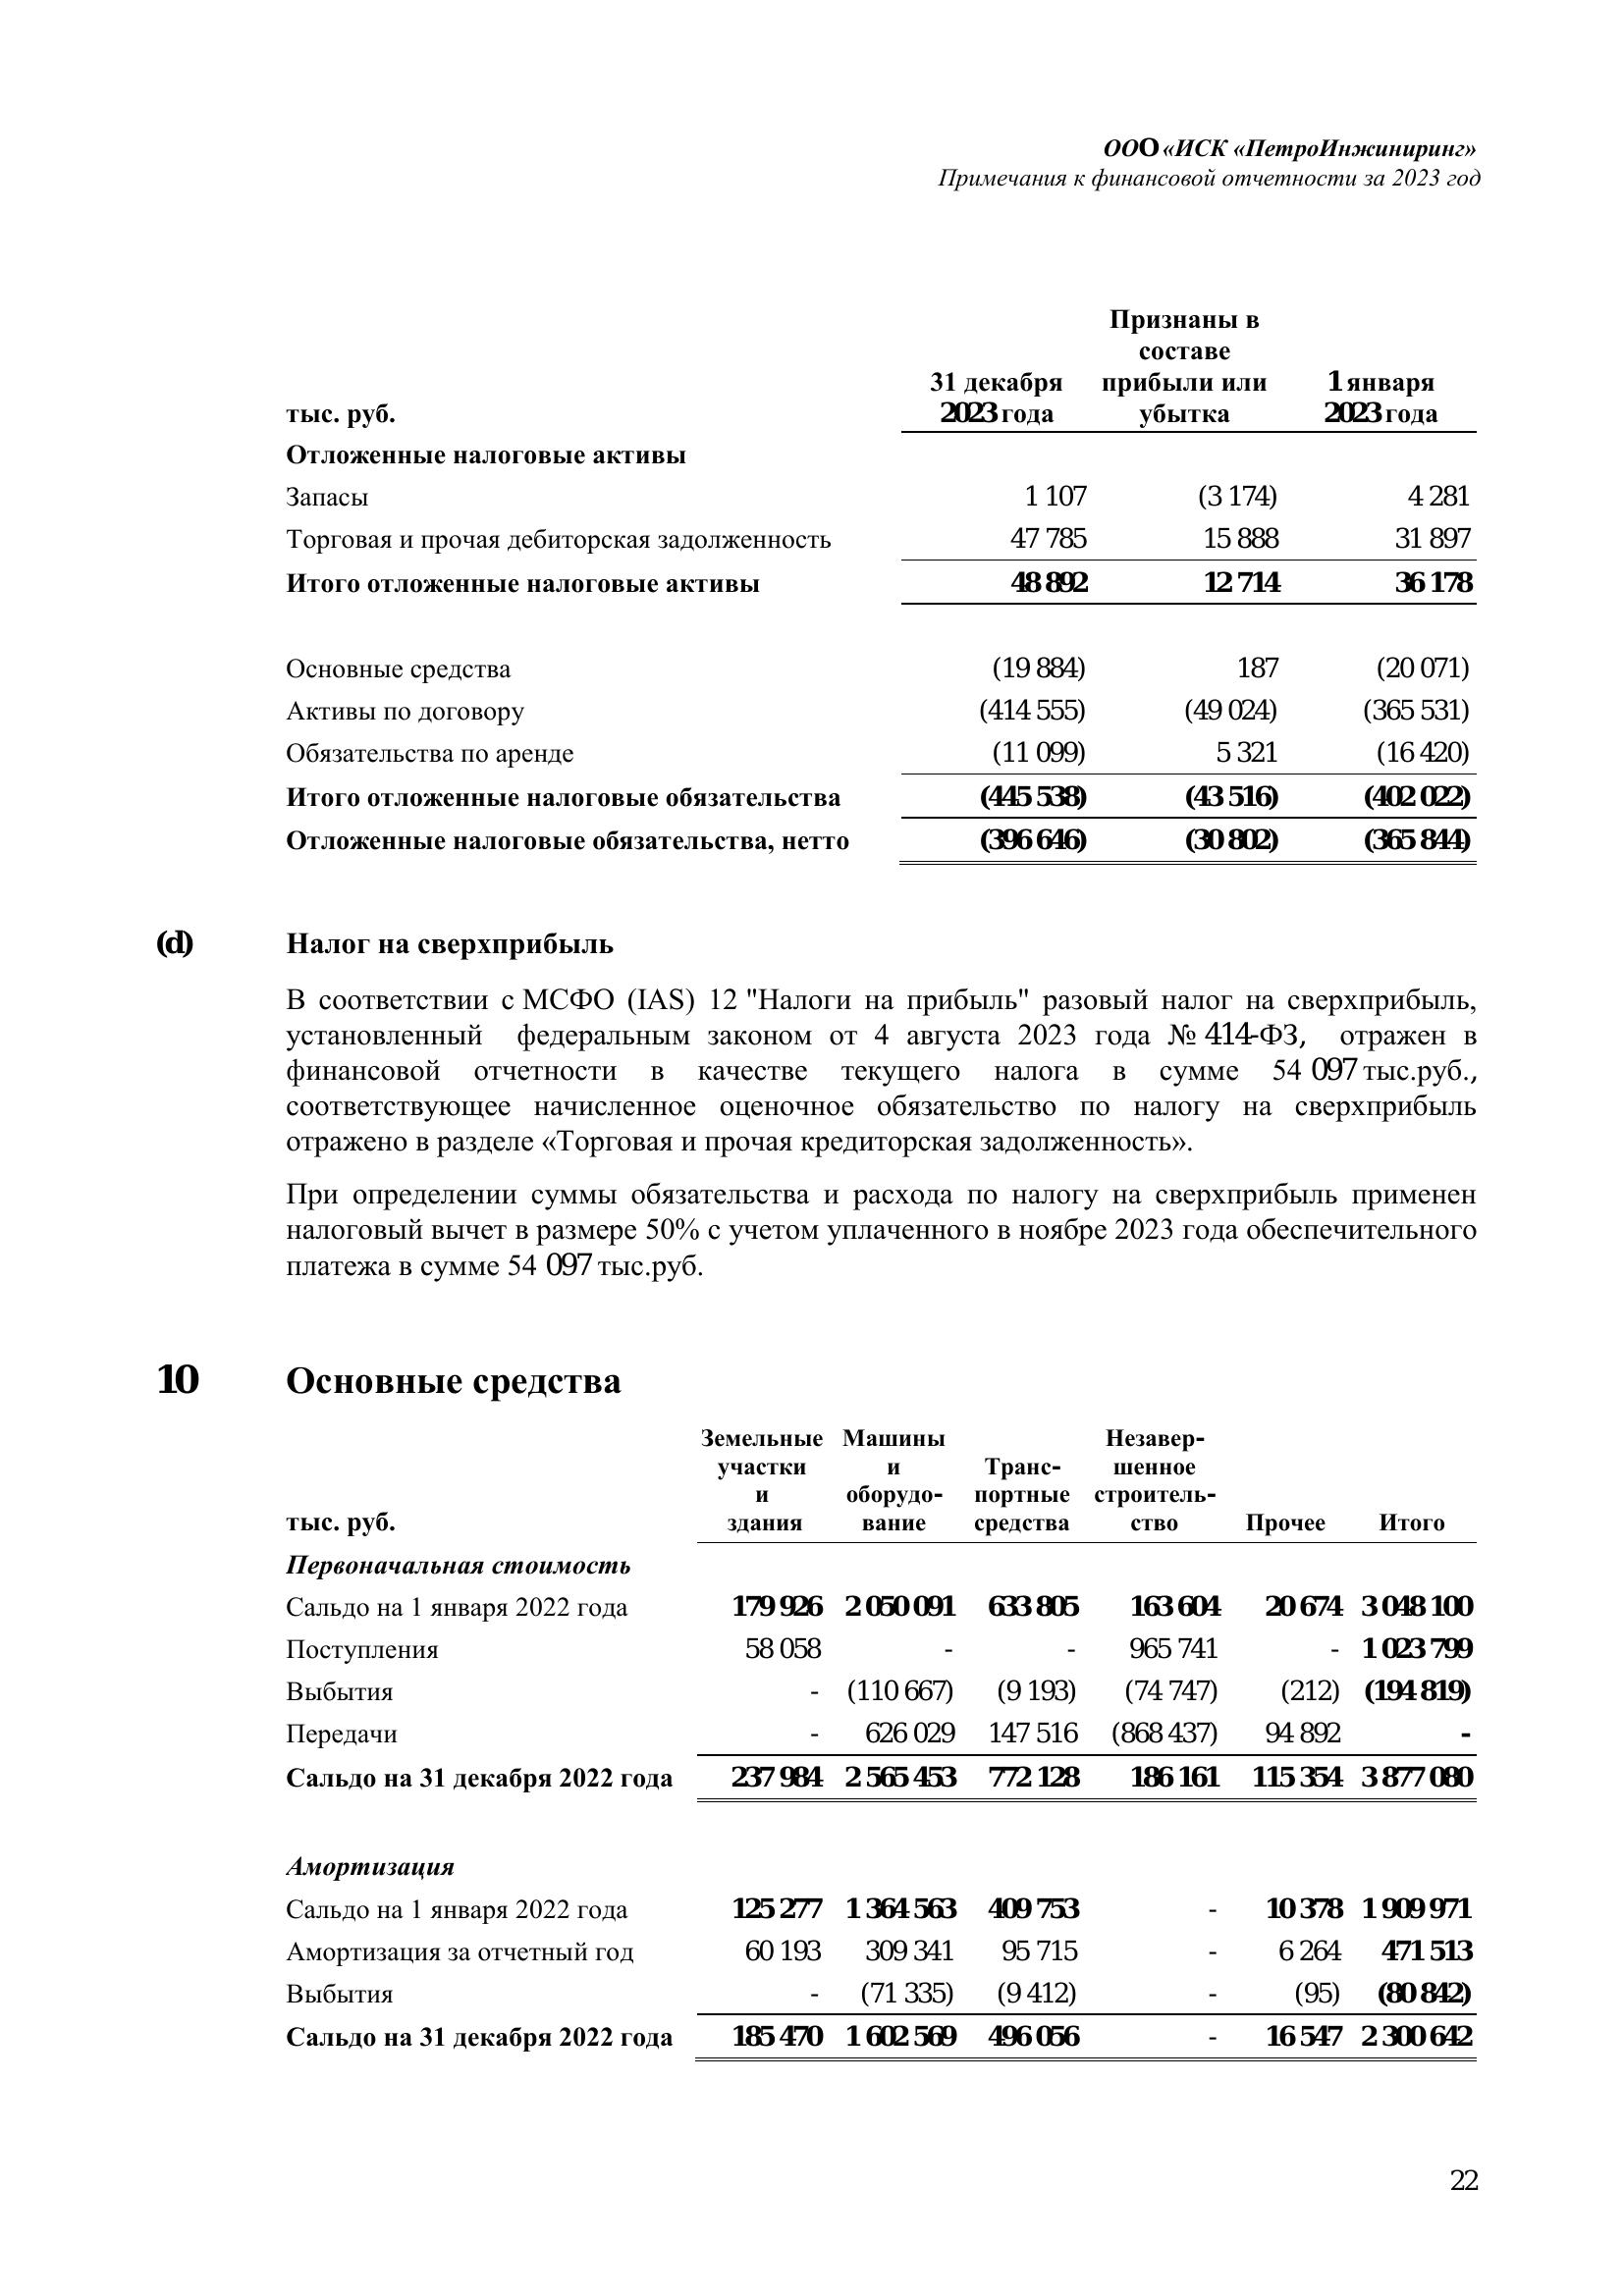 ООО «ИСК «ПетроИнжиниринг»
Примечания к финансовой отчетности за 2023 год
тыс. руб. 31 декабря 2023 года Признаны в составе прибыли или убытка 1 января 2023 года
Отложенные налоговые активы
Запасы 1 107 (3 174) 4 281
Торговая и прочая дебиторская задолженность 47 785 15 888 31 897
Итого отложенные налоговые активы 48 892 12 714 36 178
Основные средства (19 884) 187 (20 071)
Активы по договору (414 555) (49 024) (365 531)
Обязательства по аренде (11 099) 5 321 (16 420)
Итого отложенные налоговые обязательства (445 538) (43 516) (402 022)
Отложенные налоговые обязательства, нетто (396 646) (30 802) (365 844)
(d) Налог на сверхприбыль
В соответствии с МСФО (IAS) 12 "Налоги на прибыль" разовый налог на сверхприбыль,
установленный федеральным законом от 4 августа 2023 года № 414-ФЗ, отражен в
финансовой отчетности в качестве текущего налога в сумме 54 097 тыс.руб.,
соответствующее начисленное оценочное обязательство по налогу на сверхприбыль
отражено в разделе «Торговая и прочая кредиторская задолженность».
При определении суммы обязательства и расхода по налогу на сверхприбыль применен
налоговый вычет в размере 50% с учетом уплаченного в ноябре 2023 года обеспечительного
платежа в сумме 54 097 тыс.руб.
10 Основные средства
тыс. руб. Земельные участки и здания Машины и оборудо-вание Транс-портные средства Незавер-шенное строитель-ство Прочее Итого
Первоначальная стоимость
Сальдо на 1 января 2022 года 179 926 2 050 091 633 805 163 604 20 674 3 048 100
Поступления 58 058 - - 965 741 - 1 023 799
Выбытия - (110 667) (9 193) (74 747) (212) (194 819)
Передачи - 626 029 147 516 (868 437) 94 892 -
Сальдо на 31 декабря 2022 года 237 984 2 565 453 772 128 186 161 115 354 3 877 080
Амортизация
Сальдо на 1 января 2022 года 125 277 1 364 563 409 753 - 10 378 1 909 971
Амортизация за отчетный год 60 193 309 341 95 715 - 6 264 471 513
Выбытия - (71 335) (9 412) - (95) (80 842)
Сальдо на 31 декабря 2022 года 185 470 1 602 569 496 056 - 16 547 2 300 642
22